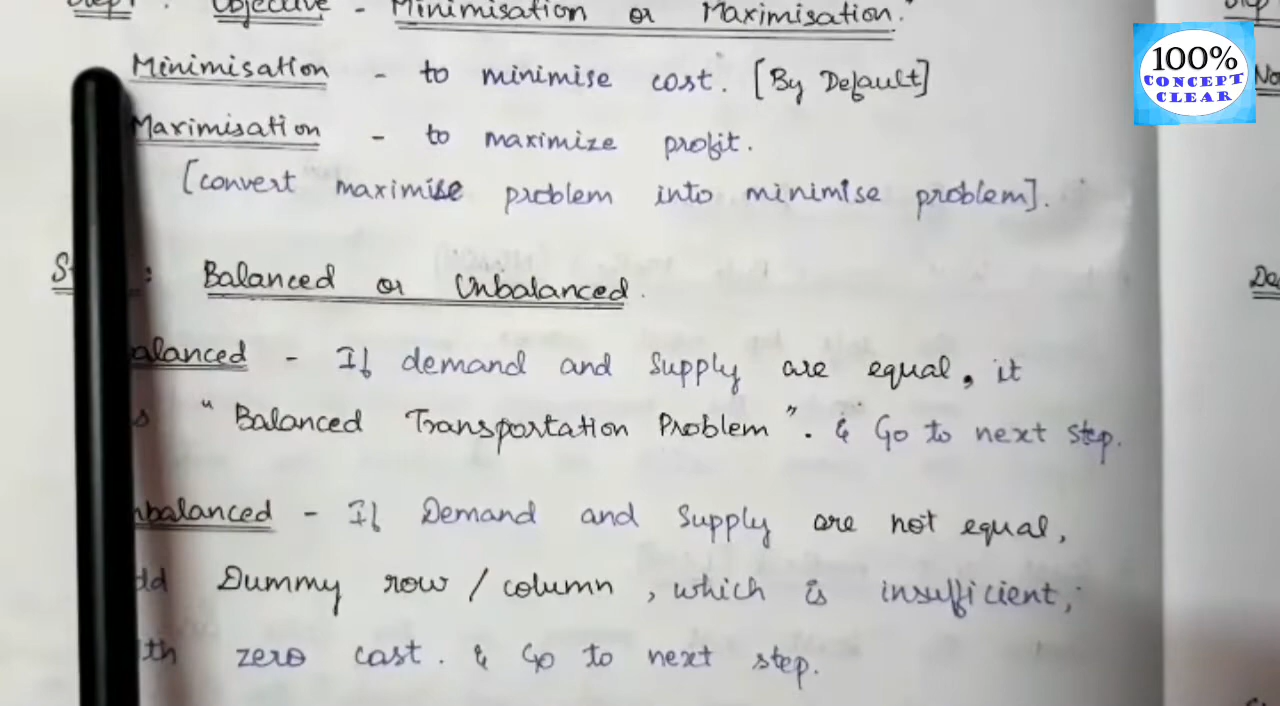 Step1: Objective - Minimisation or Maximisation.
Minimisation - to minimise cost. [By Default]
Maximisation - to maximize profit.
[convert maximise problem into minimise problem].
: Balanced or Unbalanced.
alanced - If demand and Supply are equal, it
"Balanced Transportation Problem". & Go to next step.
nbalanced - If Demand and Supply are not equal,
dd Dummy row / column, which is insufficient,
th zero cost. & Go to next step.
100%
CONCEPT
CLEAR